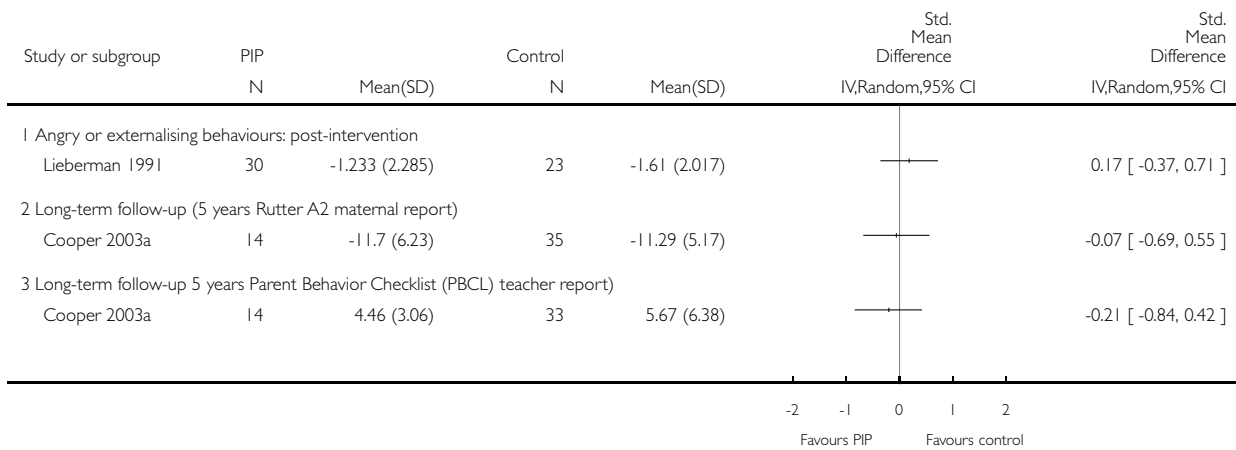 Study or subgroup PIP Control Std. Mean Difference Std. Mean Difference
N Mean(SD) N Mean(SD) IV,Random,95% CI IV,Random,95% CI
1 Angry or externalising behaviours: post-intervention
Lieberman 1991 30 -1.233 (2.285) 23 -1.61 (2.017) 0.17 [ -0.37, 0.71 ]
2 Long-term follow-up (5 years Rutter A2 maternal report)
Cooper 2003a 14 -11.7 (6.23) 35 -11.29 (5.17) -0.07 [ -0.69, 0.55 ]
3 Long-term follow-up 5 years Parent Behavior Checklist (PBCL) teacher report)
Cooper 2003a 14 4.46 (3.06) 33 5.67 (6.38) -0.21 [ -0.84, 0.42 ]
-2 -1 0 1 2
Favours PIP Favours control